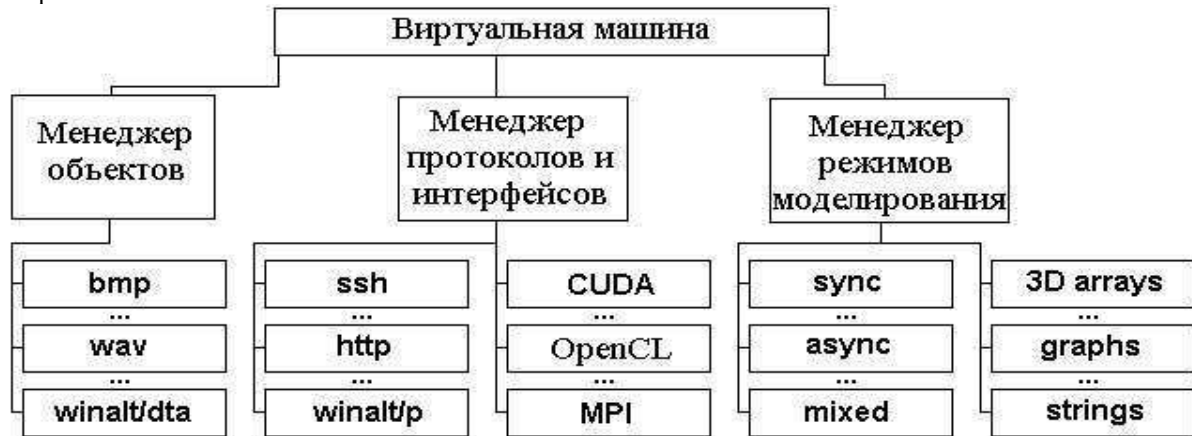 Виртуальная машина
Менеджер
объектов
Менеджер
протоколов и
интерфейсов
Менеджер
режимов
моделирования
bmp
...
wav
...
winalt/dta
ssh
...
http
...
winalt/p
CUDA
...
OpenCL
...
MPI
sync
...
async
...
mixed
3D arrays
...
graphs
...
strings